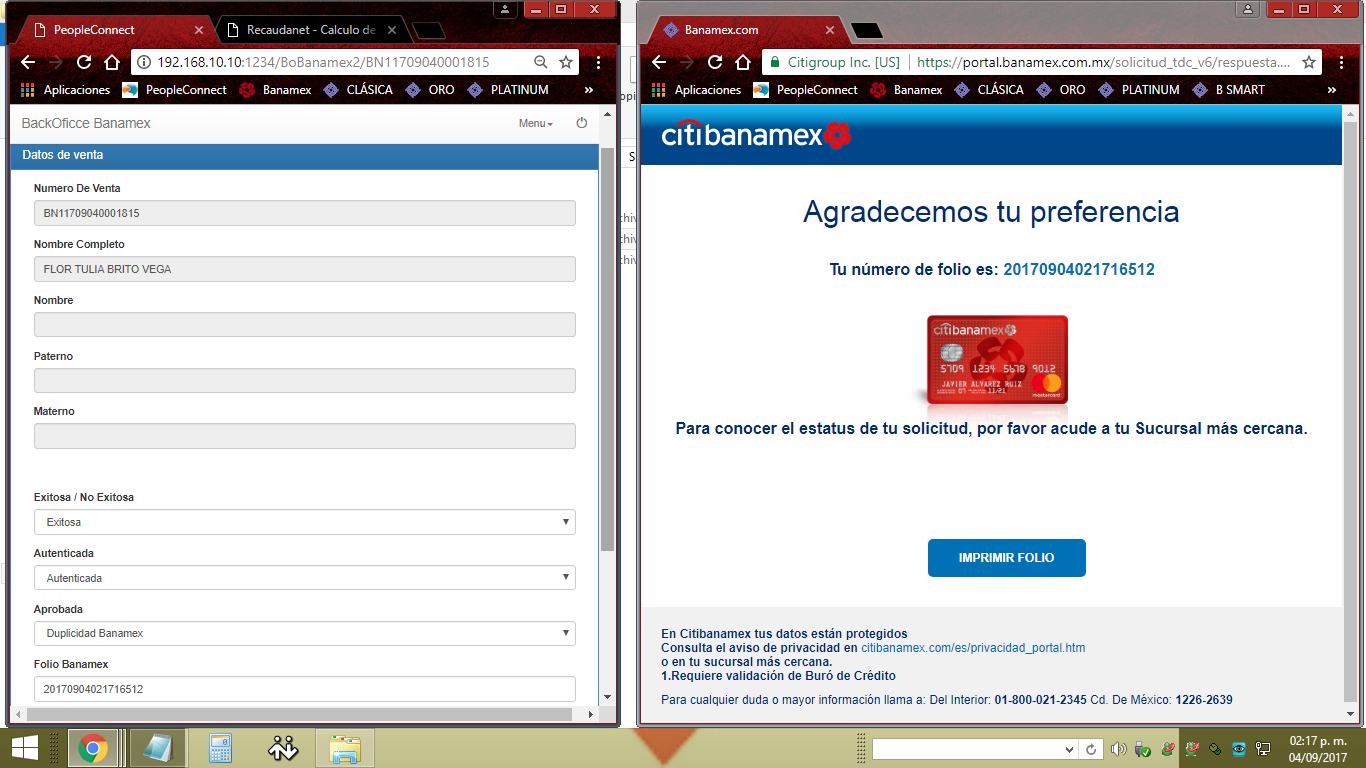 PeopleConnect
Recaudanet - Calculo de
192.168.10.10:1234/BoBanamex2/BN11709040001815
Aplicaciones PeopleConnect Banamex CLÁSICA ORO PLATINUM »
BackOficce Banamex
Menu
Datos de venta
Numero De Venta
BN11709040001815
Nombre Completo
FLOR TULIA BRITO VEGA
Nombre
Paterno
Materno
Exitosa / No Exitosa
Exitosa
Autenticada
Autenticada
Aprobada
Duplicidad Banamex
Folio Banamex
20170904021716512
Banamex.com
Citigroup Inc. [US] https://portal.banamex.com.mx/solicitud_tdc_v6/respuesta....
Aplicaciones PeopleConnect Banamex CLÁSICA ORO PLATINUM B SMART »
citibanamex
Agradecemos tu preferencia
Tu número de folio es: 20170904021716512
citibanamex
5709 1234 5678 9012
11/21
JAVIER ALVAREZ RUIZ
mastercard
Para conocer el estatus de tu solicitud, por favor acude a tu Sucursal más cercana.
IMPRIMIR FOLIO
En Citibanamex tus datos están protegidos
Consulta el aviso de privacidad en citibanamex.com/es/privacidad_portal.htm
o en tu sucursal más cercana.
1.Requiere validación de Buró de Crédito
Para cualquier duda o mayor información llama a: Del Interior: 01-800-021-2345 Cd. De México: 1226-2639
02:17 p. m.
04/09/2017